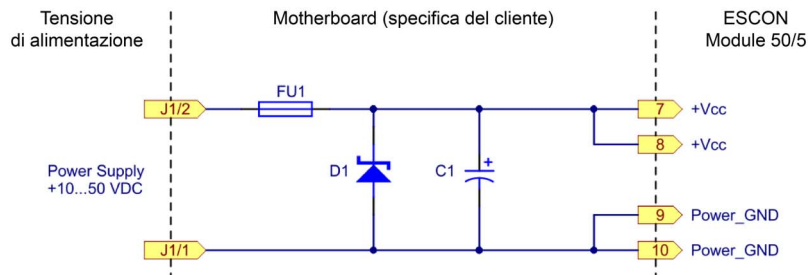 Tensione
di alimentazione
Motherboard (specifica del cliente)
ESCON
Module 50/5
FU1
J1/2
7
+Vcc
8
+Vcc
Power Supply
+10...50 VDC
D1
C1
+
9
Power_GND
J1/1
10
Power_GND